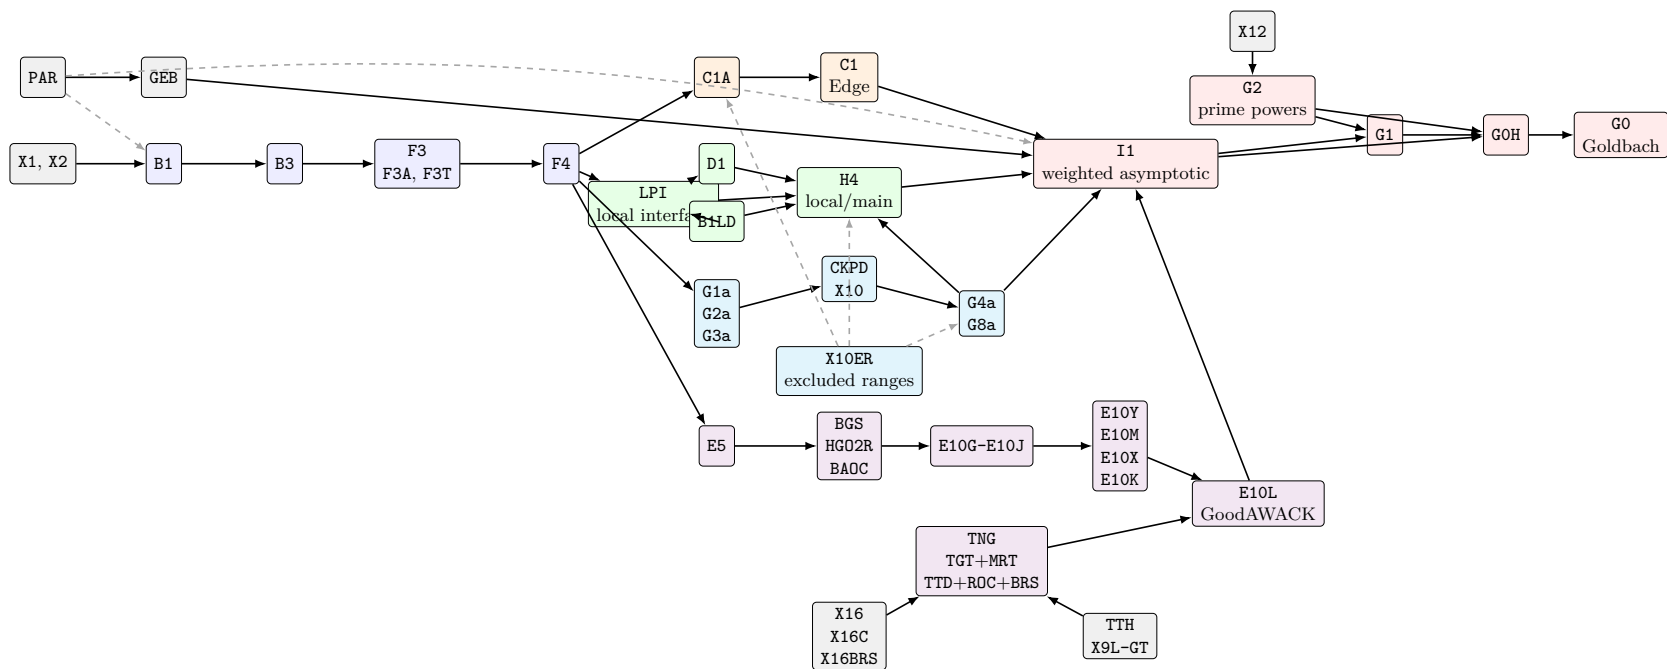 X12
PAR
GEB
C1A
C1
Edge
G2
prime powers
X1, X2
B1
B3
F3
F3A, F3T
F4
LPI
local interfa
D1
B1LD
H4
local/main
I1
weighted asymptotic
G1
G0H
G0
Goldbach
G1a
G2a
G3a
CKPD
X10
G4a
G8a
X10ER
excluded ranges
E5
BGS
HGO2R
BAOC
E10G-E10J
E10Y
E10M
E10X
E10K
E10L
GoodAWACK
TNG
TGT+MRT
TTD+ROC+BRS
X16
X16C
X16BRS
TTH
X9L-GT